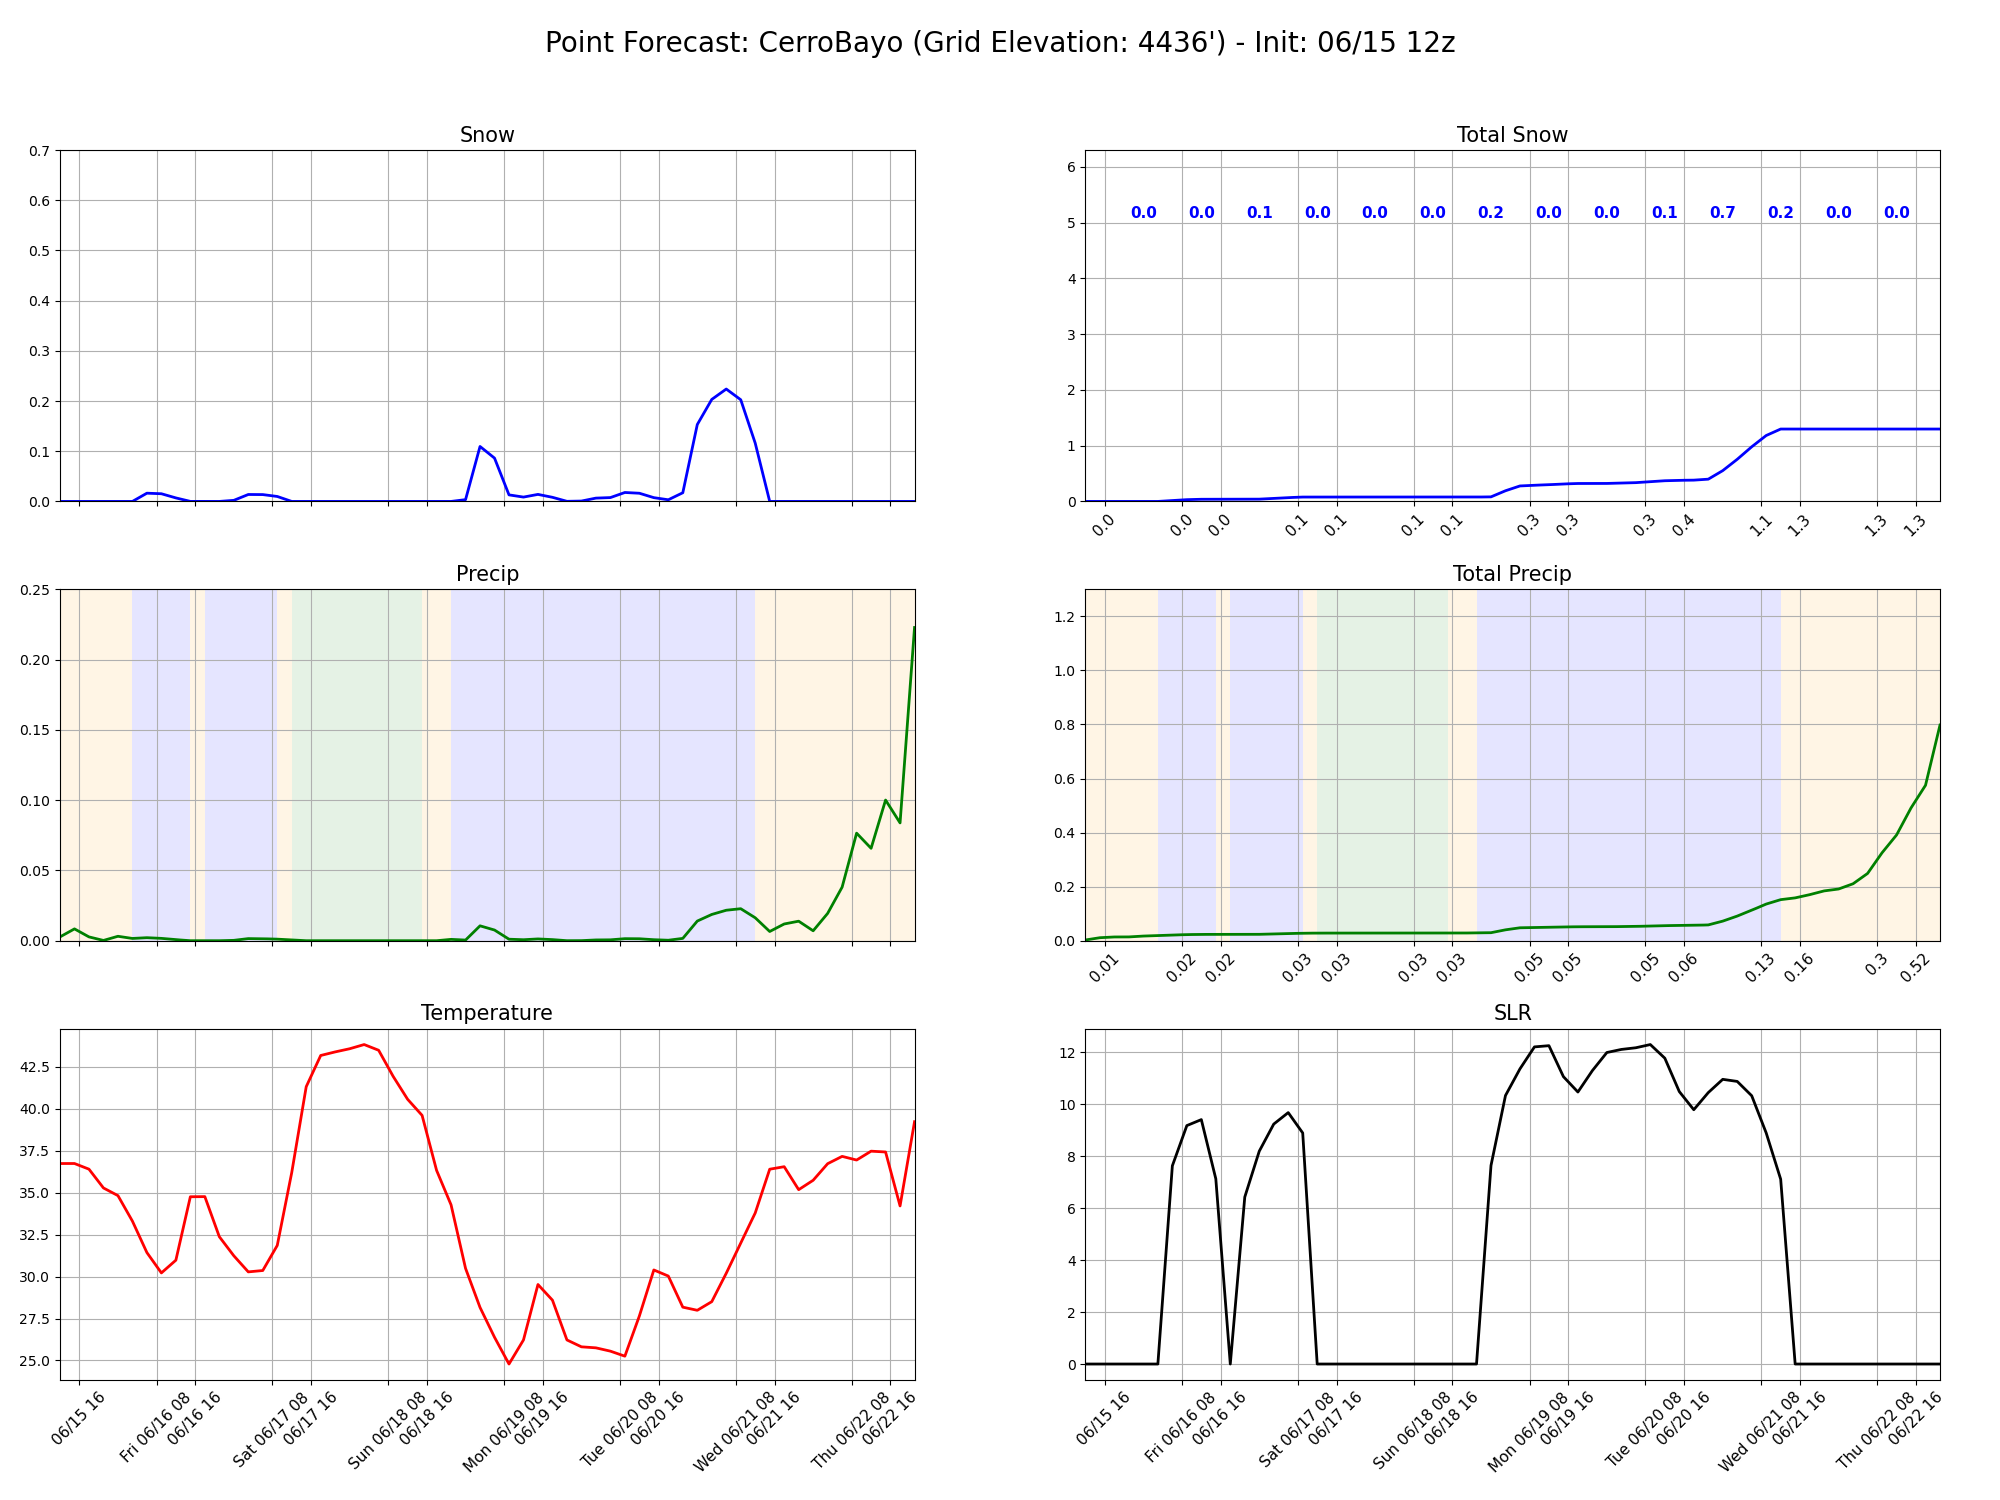 Point Forecast: CerroBayo (Grid Elevation: 4436') - Init: 06/15 12z
Snow
0.7
0.6
0.5
0.4
0.3
0.2
0.1
0.0
Total Snow
6
5
4
3
2
1
0
0.0 0.0 0.1 0.0 0.0 0.0 0.2 0.0 0.0 0.1 0.7 0.2 0.0 0.0
0.0 0.0 0.0 0.1 0.1 0.1 0.1 0.3 0.3 0.3 0.4 1.1 1.3 1.3 1.3
Precip
0.25
0.20
0.15
0.10
0.05
0.00
Total Precip
1.2
1.0
0.8
0.6
0.4
0.2
0.0
0.01 0.02 0.02 0.03 0.03 0.03 0.03 0.05 0.05 0.05 0.06 0.13 0.16 0.3 0.52
Temperature
42.5
40.0
37.5
35.0
32.5
30.0
27.5
25.0
06/15 16
Fri 06/16 08
06/16 16
Sat 06/17 08
06/17 16
Sun 06/18 08
06/18 16
Mon 06/19 08
06/19 16
Tue 06/20 08
06/20 16
Wed 06/21 08
06/21 16
Thu 06/22 08
06/22 16
SLR
12
10
8
6
4
2
0
06/15 16
Fri 06/16 08
06/16 16
Sat 06/17 08
06/17 16
Sun 06/18 08
06/18 16
Mon 06/19 08
06/19 16
Tue 06/20 08
06/20 16
Wed 06/21 08
06/21 16
Thu 06/22 08
06/22 16